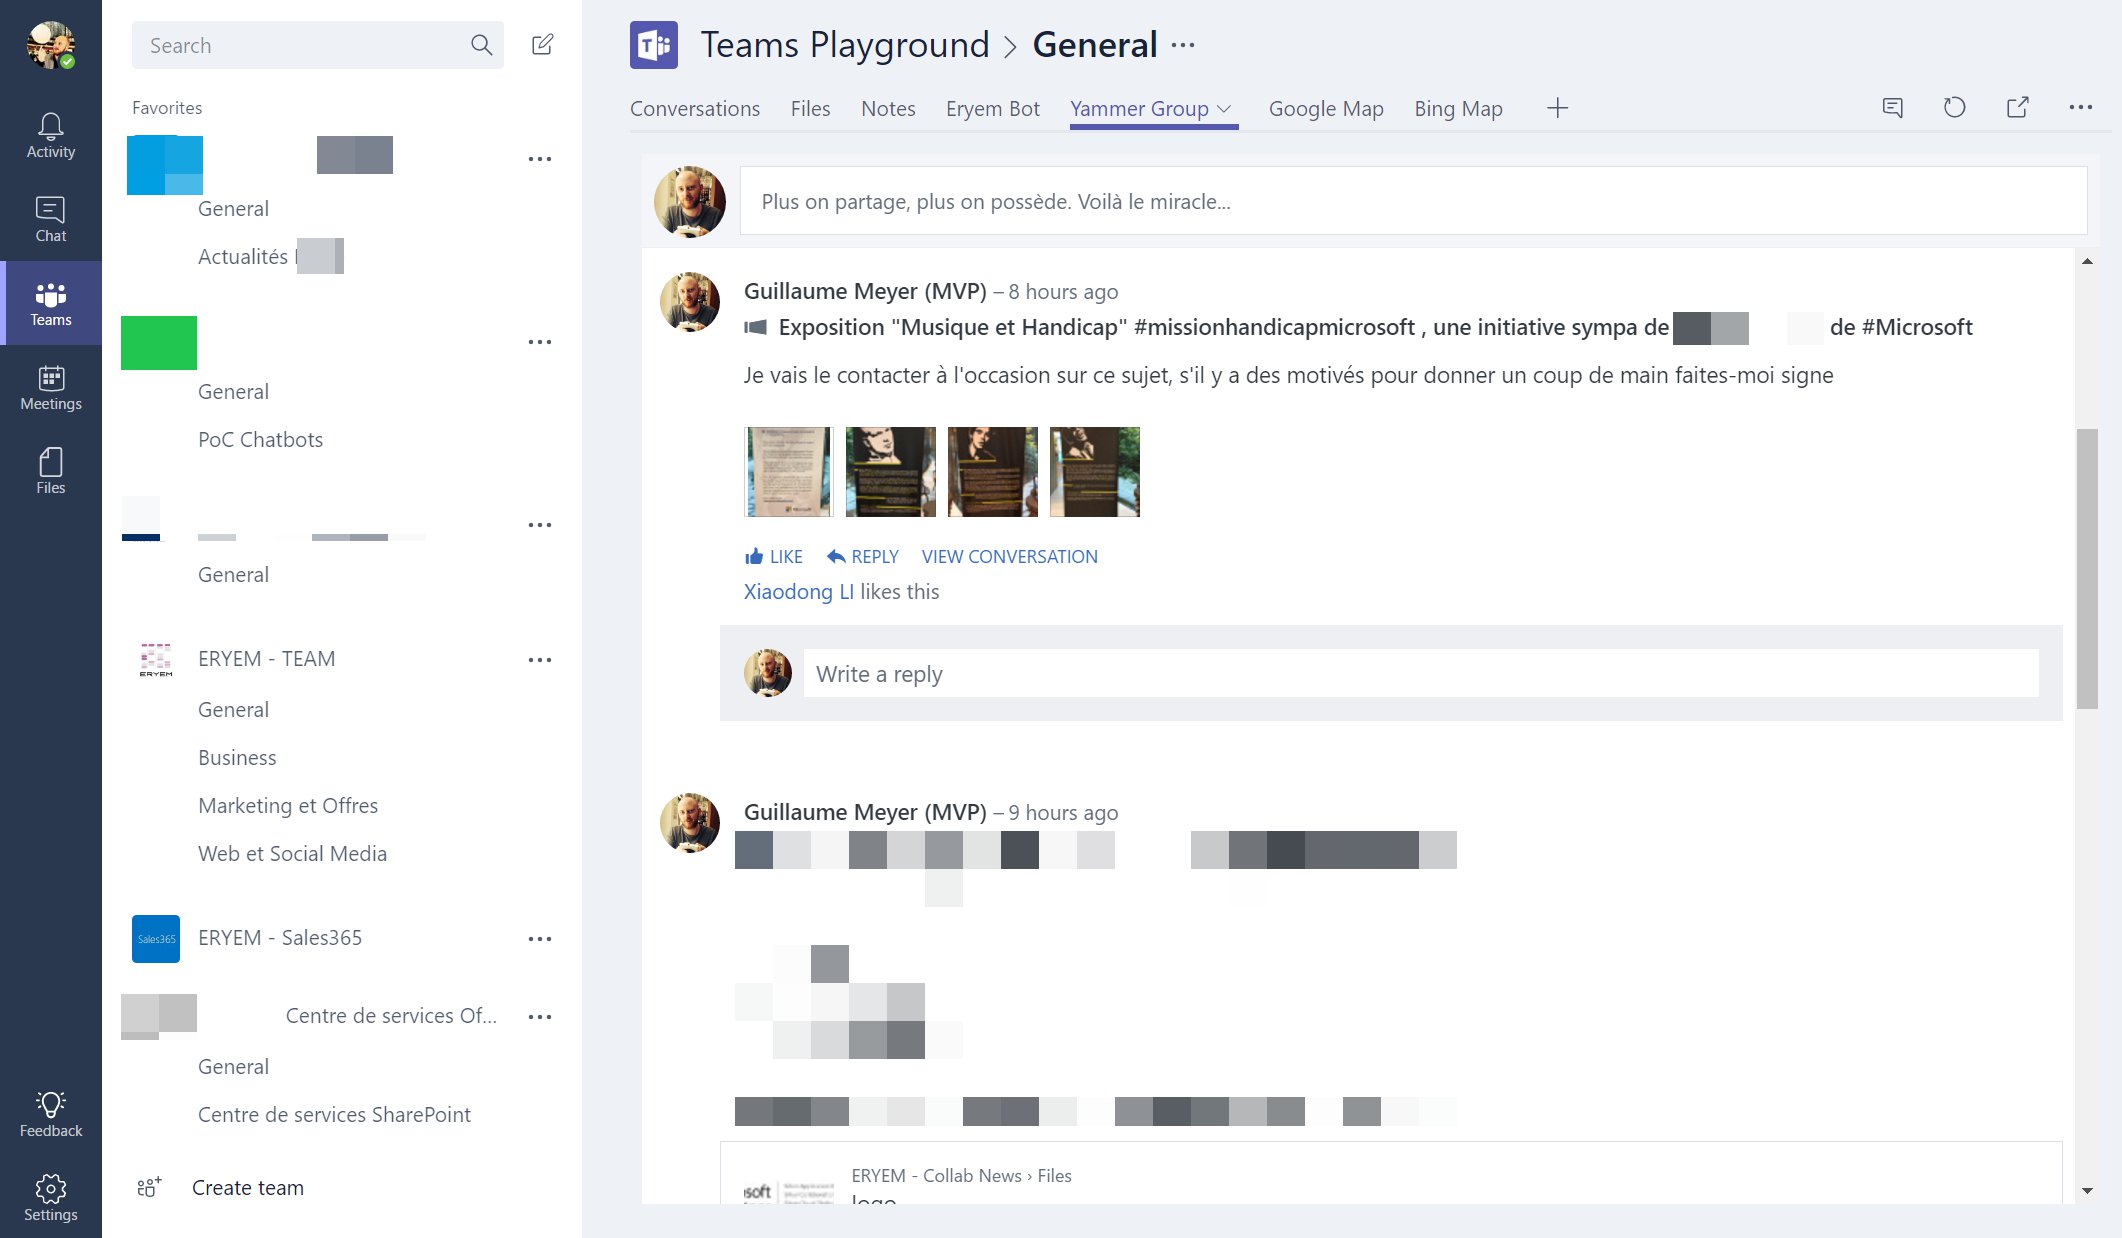 Search
Favorites
General
Actualités
General
PoC Chatbots
General
ERYEM
ERYEM - TEAM
General
Business
Marketing et Offres
Web et Social Media
Sales365
ERYEM - Sales365
Centre de services Of...
General
Centre de services SharePoint
Create team
Activity
Chat
Teams
Meetings
Files
Feedback
Settings
Teams Playground > General ...
Conversations Files Notes Eryem Bot Yammer Group Google Map Bing Map
Plus on partage, plus on possède. Voilà le miracle...
Guillaume Meyer (MVP) – 8 hours ago
Exposition "Musique et Handicap" #missionhandicapmicrosoft , une initiative sympa de de #Microsoft
Je vais le contacter à l'occasion sur ce sujet, s'il y a des motivés pour donner un coup de main faites-moi signe
LIKE REPLY VIEW CONVERSATION
Xiaodong LI likes this
Write a reply
Guillaume Meyer (MVP) – 9 hours ago
ERYEM - Collab News › Files
logo